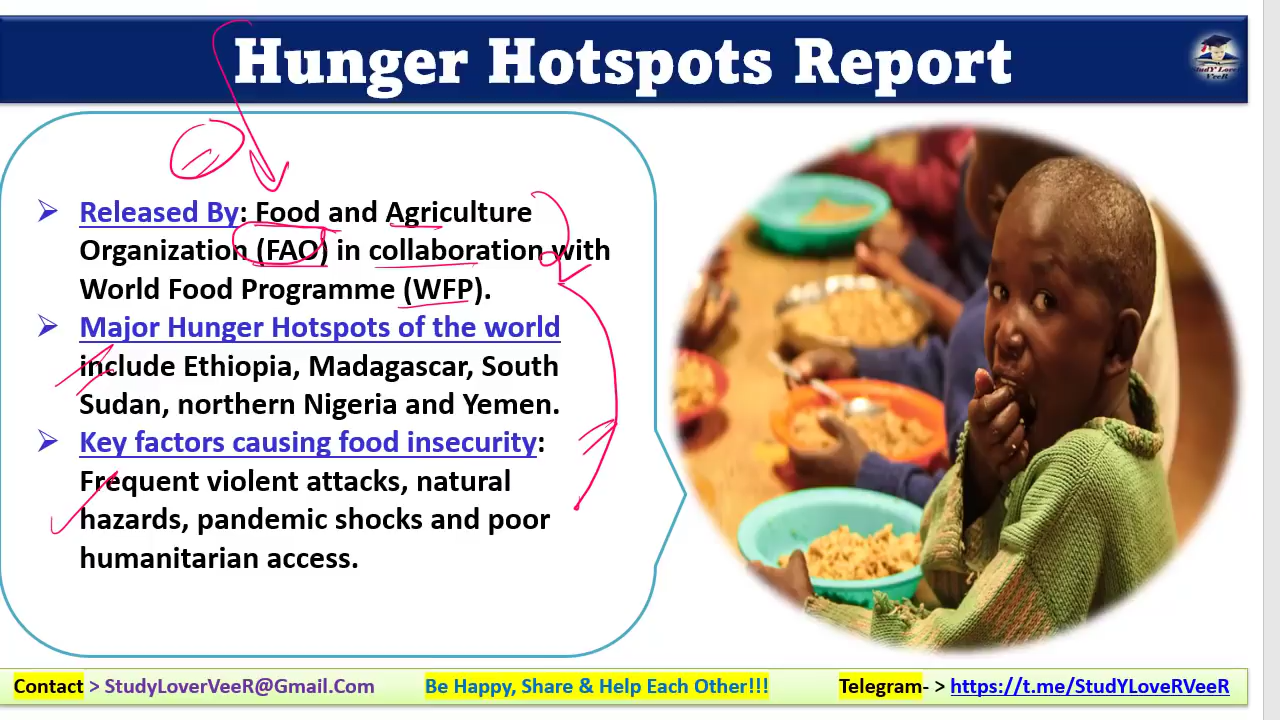 Hunger Hotspots Report
StudY Lover
VeeR
Released By: Food and Agriculture
Organization (FAO) in collaboration with
World Food Programme (WFP).
Major Hunger Hotspots of the world
include Ethiopia, Madagascar, South
Sudan, northern Nigeria and Yemen.
Key factors causing food insecurity:
Frequent violent attacks, natural
hazards, pandemic shocks and poor
humanitarian access.
Contact > StudyLoverVeeR@Gmail.Com
Be Happy, Share & Help Each Other!!!
Telegram- > https://t.me/StudYLoveRVeeR